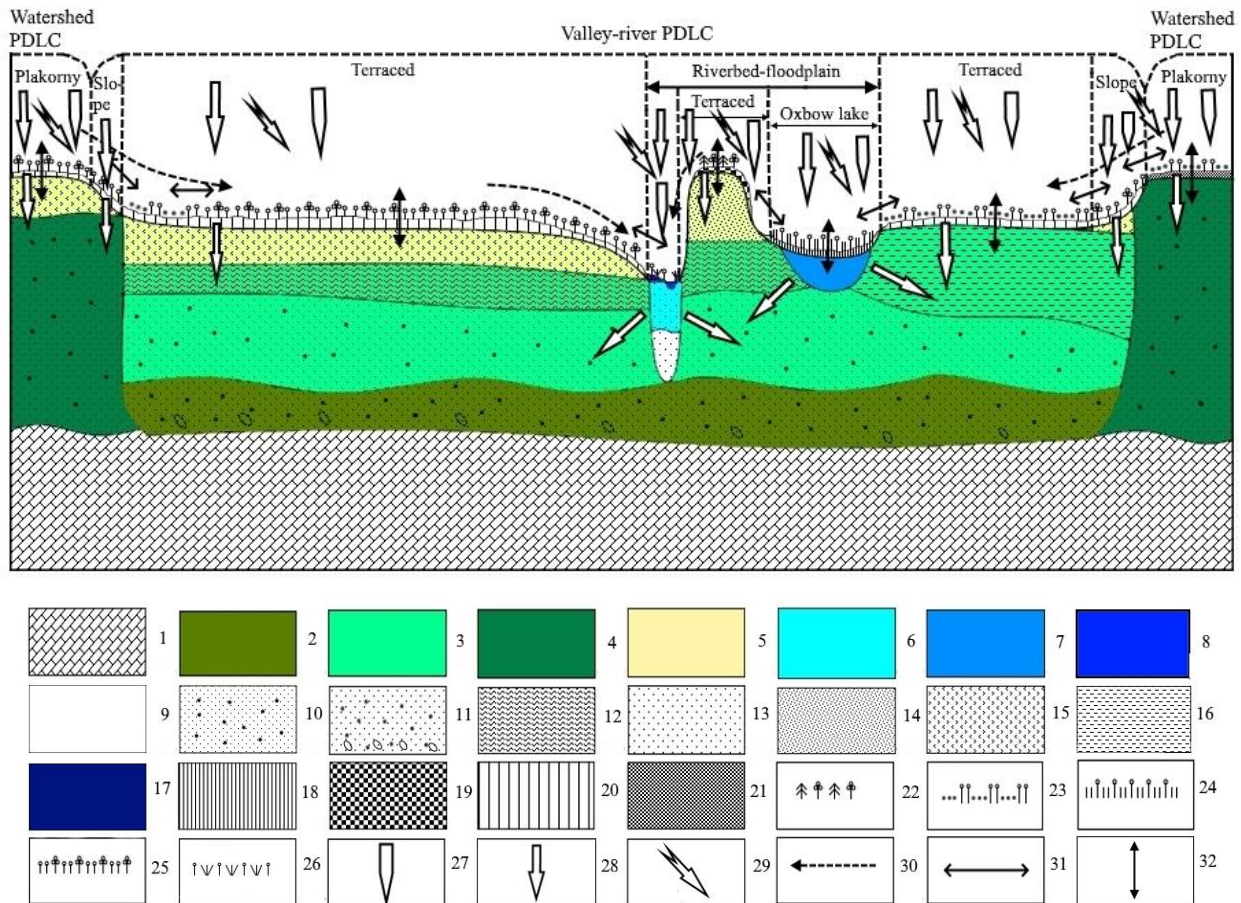 Watershed
PDLC
Valley-river PDLC
Watershed
PDLC
Plakorny
Slo-
pe
Terraced
Riverbed-floodplain
Terraced
Oxbow lake
Terraced
Slope
Plakorny
1
2
3
4
5
6
7
8
9
10
11
12
13
14
15
16
17
18
19
20
21
22
23
24
25
26
27
28
29
30
31
32